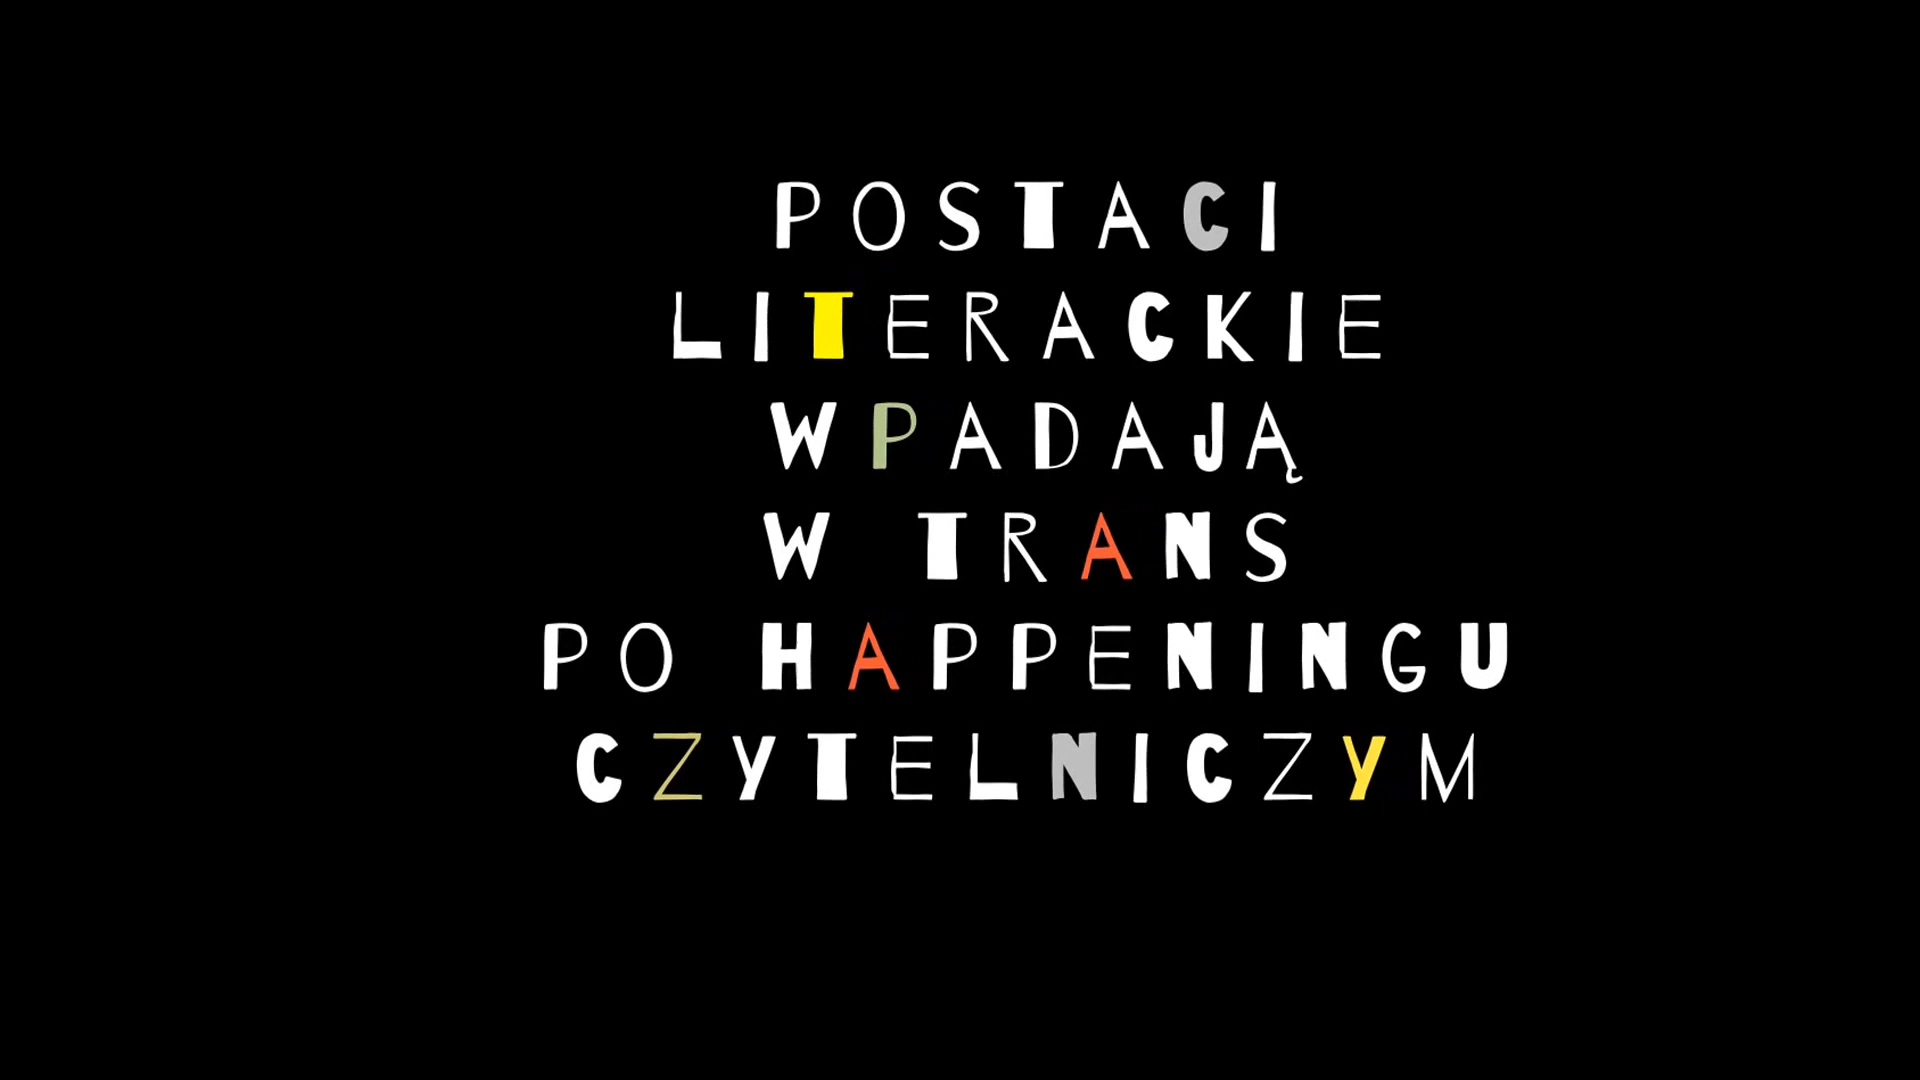 POSTACI
LITERACKIE
WPADAJĄ
W TRANS
PO HAPPENINGU
CZYTELNICZYM